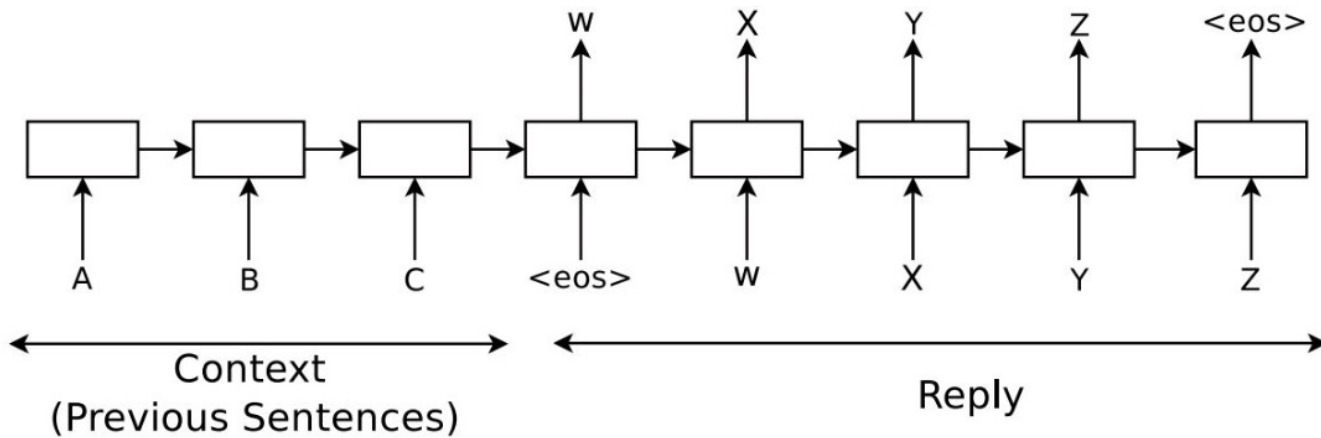 W X Y Z <eos>
A B C <eos> W X Y Z
Context
(Previous Sentences)
Reply